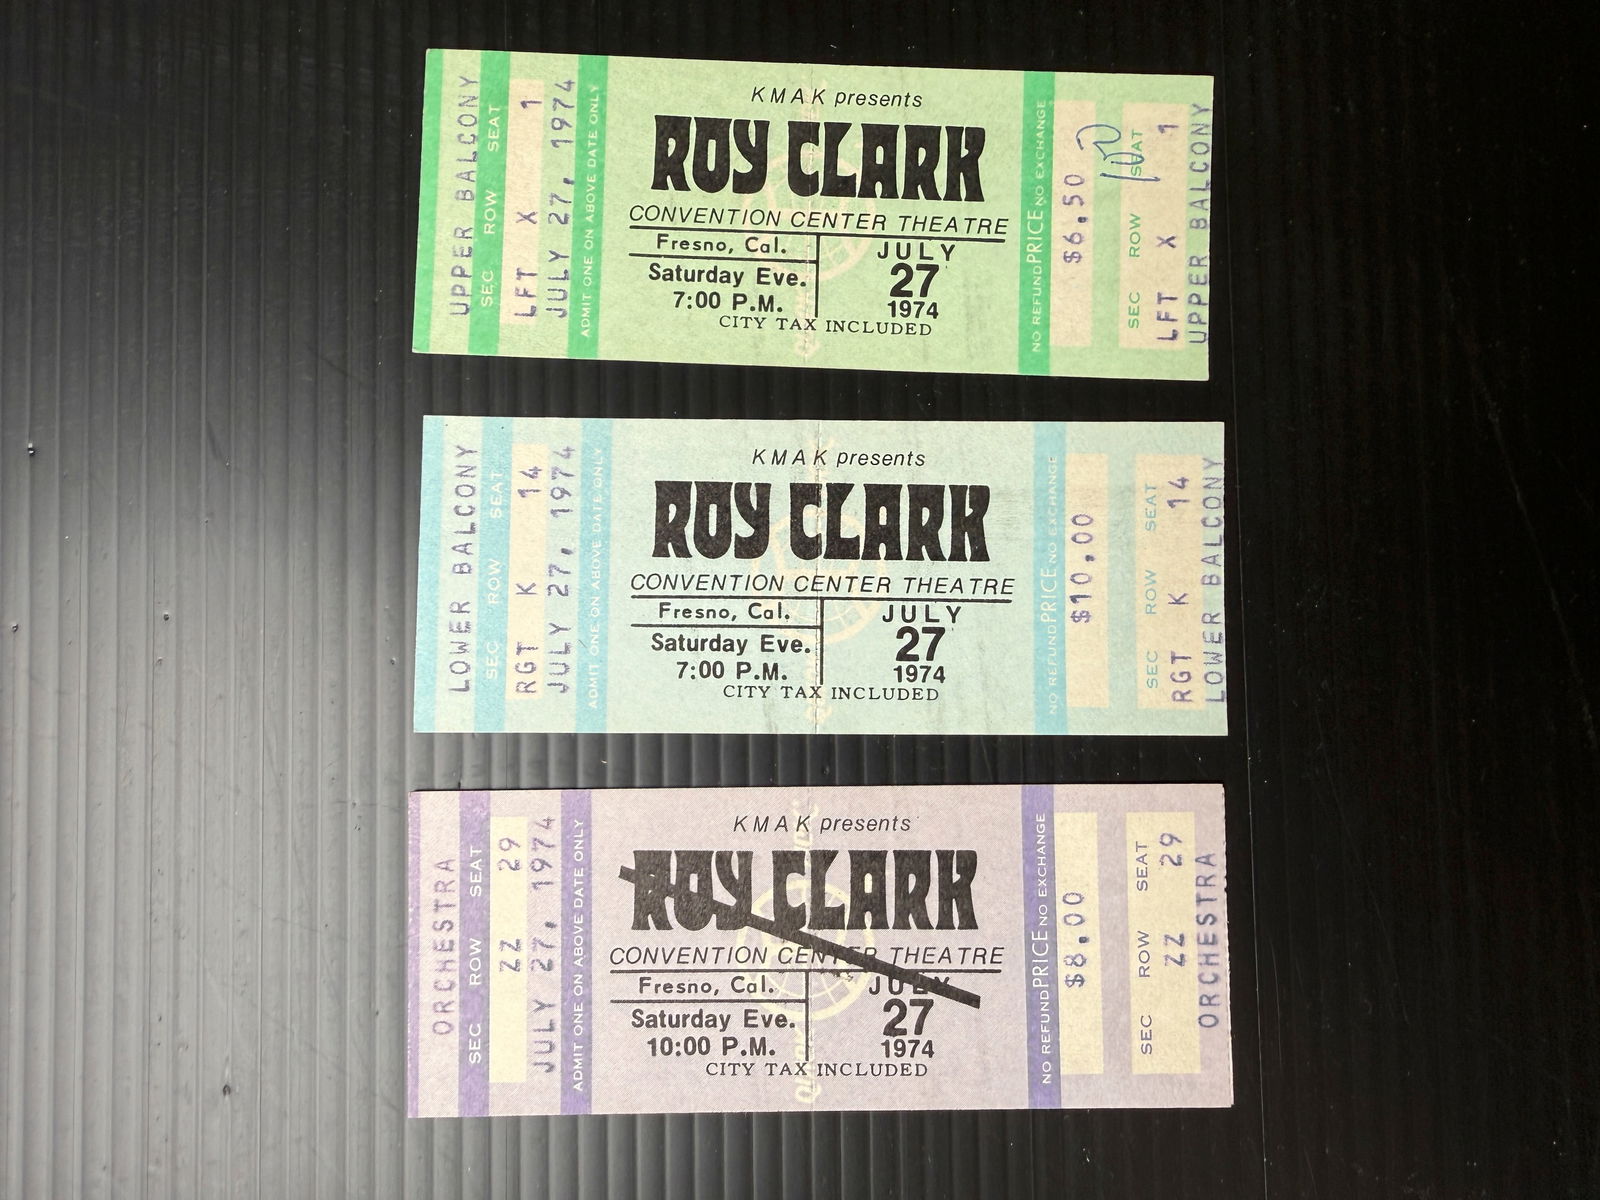 UPPER BALCONY
SEC ROW SEAT
LFT X 1
JULY 27, 1974
ADMIT ONE ON ABOVE DATE ONLY
KMAK presents
ROY CLARK
CONVENTION CENTER THEATRE
Fresno, Cal.
Saturday Eve.
7:00 P.M.
JULY
27
1974
CITY TAX INCLUDED
NO REFUND PRICE NO EXCHANGE
$6.50
SEC ROW SEAT
LFT X 1
UPPER BALCONY
LOWER BALCONY
SEC ROW SEAT
RGT K 14
JULY 27, 1974
ADMIT ONE ON ABOVE DATE ONLY
KMAK presents
ROY CLARK
CONVENTION CENTER THEATRE
Fresno, Cal.
Saturday Eve.
7:00 P.M.
JULY
27
1974
CITY TAX INCLUDED
NO REFUND PRICE NO EXCHANGE
$10.00
SEC ROW SEAT
RGT K 14
LOWER BALCONY
ORCHESTRA
SEC ROW SEAT
ZZ 29
JULY 27, 1974
ADMIT ONE ON ABOVE DATE ONLY
KMAK presents
ROY CLARK
CONVENTION CENTER THEATRE
Fresno, Cal.
Saturday Eve.
10:00 P.M.
JULY
27
1974
CITY TAX INCLUDED
NO REFUND PRICE NO EXCHANGE
$8.00
SEC ROW SEAT
ZZ 29
ORCHESTRA